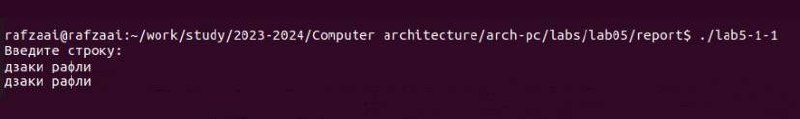 rafzaai@rafzaai:~/work/study/2023-2024/Computer architecture/arch-pc/labs/lab05/report$ ./lab5-1-1
Введите строку:
дзаки рафли
дзаки рафли